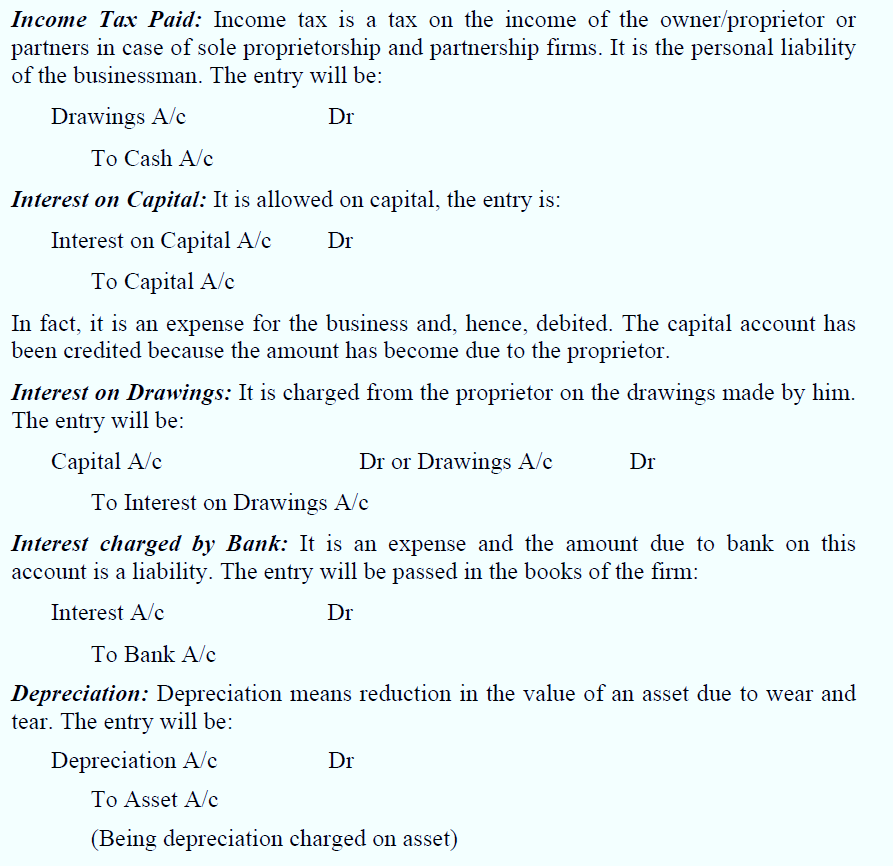 Income Tax Paid: Income tax is a tax on the income of the owner/proprietor or
partners in case of sole proprietorship and partnership firms. It is the personal liability
of the businessman. The entry will be:
Drawings A/c Dr
To Cash A/c
Interest on Capital: It is allowed on capital, the entry is:
Interest on Capital A/c Dr
To Capital A/c
In fact, it is an expense for the business and, hence, debited. The capital account has
been credited because the amount has become due to the proprietor.
Interest on Drawings: It is charged from the proprietor on the drawings made by him.
The entry will be:
Capital A/c Dr or Drawings A/c Dr
To Interest on Drawings A/c
Interest charged by Bank: It is an expense and the amount due to bank on this
account is a liability. The entry will be passed in the books of the firm:
Interest A/c Dr
To Bank A/c
Depreciation: Depreciation means reduction in the value of an asset due to wear and
tear. The entry will be:
Depreciation A/c Dr
To Asset A/c
(Being depreciation charged on asset)